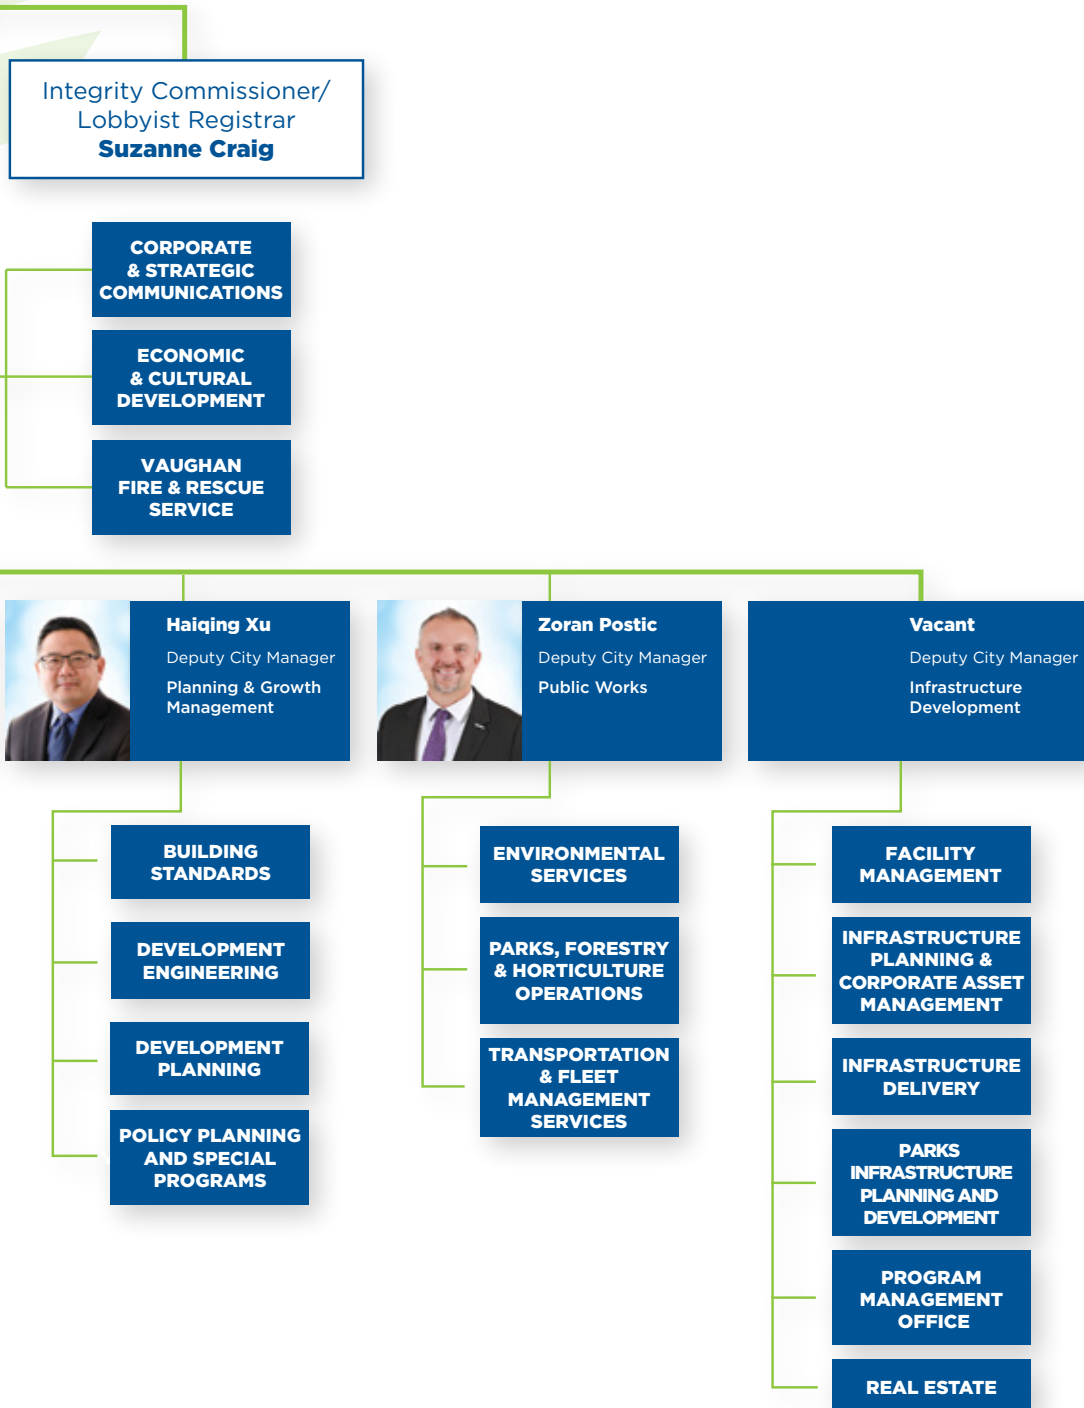 Integrity Commissioner/
Lobbyist Registrar
Suzanne Craig
CORPORATE
& STRATEGIC
COMMUNICATIONS
ECONOMIC
& CULTURAL
DEVELOPMENT
VAUGHAN
FIRE & RESCUE
SERVICE
Haiqing Xu
Deputy City Manager
Planning & Growth
Management
Zoran Postic
Deputy City Manager
Public Works
Vacant
Deputy City Manager
Infrastructure
Development
BUILDING
STANDARDS
DEVELOPMENT
ENGINEERING
DEVELOPMENT
PLANNING
POLICY PLANNING
AND SPECIAL
PROGRAMS
ENVIRONMENTAL
SERVICES
PARKS, FORESTRY
& HORTICULTURE
OPERATIONS
TRANSPORTATION
& FLEET
MANAGEMENT
SERVICES
FACILITY
MANAGEMENT
INFRASTRUCTURE
PLANNING &
CORPORATE ASSET
MANAGEMENT
INFRASTRUCTURE
DELIVERY
PARKS
INFRASTRUCTURE
PLANNING AND
DEVELOPMENT
PROGRAM
MANAGEMENT
OFFICE
REAL ESTATE